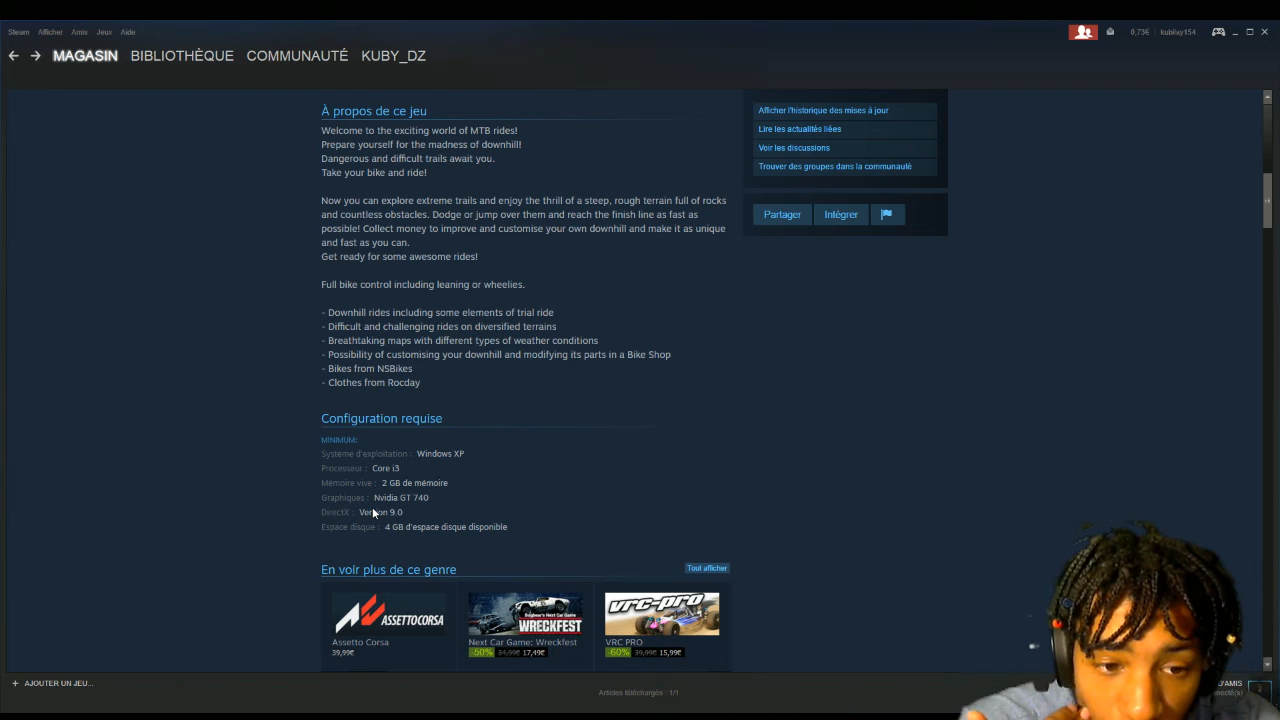 Steam Afficher Amis Jeux Aide
0,73€ kubilay154
MAGASIN BIBLIOTHÈQUE COMMUNAUTÉ KUBY_DZ
À propos de ce jeu
Welcome to the exciting world of MTB rides!
Prepare yourself for the madness of downhill!
Dangerous and difficult trails await you.
Take your bike and ride!
Now you can explore extreme trails and enjoy the thrill of a steep, rough terrain full of rocks
and countless obstacles. Dodge or jump over them and reach the finish line as fast as
possible! Collect money to improve and customise your own downhill and make it as unique
and fast as you can.
Get ready for some awesome rides!
Full bike control including leaning or wheelies.
- Downhill rides including some elements of trial ride
- Difficult and challenging rides on diversified terrains
- Breathtaking maps with different types of weather conditions
- Possibility of customising your downhill and modifying its parts in a Bike Shop
- Bikes from NSBikes
- Clothes from Rocday
Afficher l'historique des mises à jour
Lire les actualités liées
Voir les discussions
Trouver des groupes dans la communauté
Partager Intégrer
Configuration requise
MINIMUM:
Système d'exploitation : Windows XP
Processeur : Core i3
Mémoire vive : 2 GB de mémoire
Graphiques : Nvidia GT 740
DirectX : Version 9.0
Espace disque : 4 GB d'espace disque disponible
En voir plus de ce genre
Tout afficher
ASSETTO CORSA
Assetto Corsa
39,99€
Bugbear's Next Car Game
WRECKFEST
Next Car Game: Wreckfest
-50% 34,99€ 17,49€
VRC-PRO
VRC PRO
-60% 39,99€ 15,99€
+ AJOUTER UN JEU...
Articles téléchargés : 1/1
D'AMIS